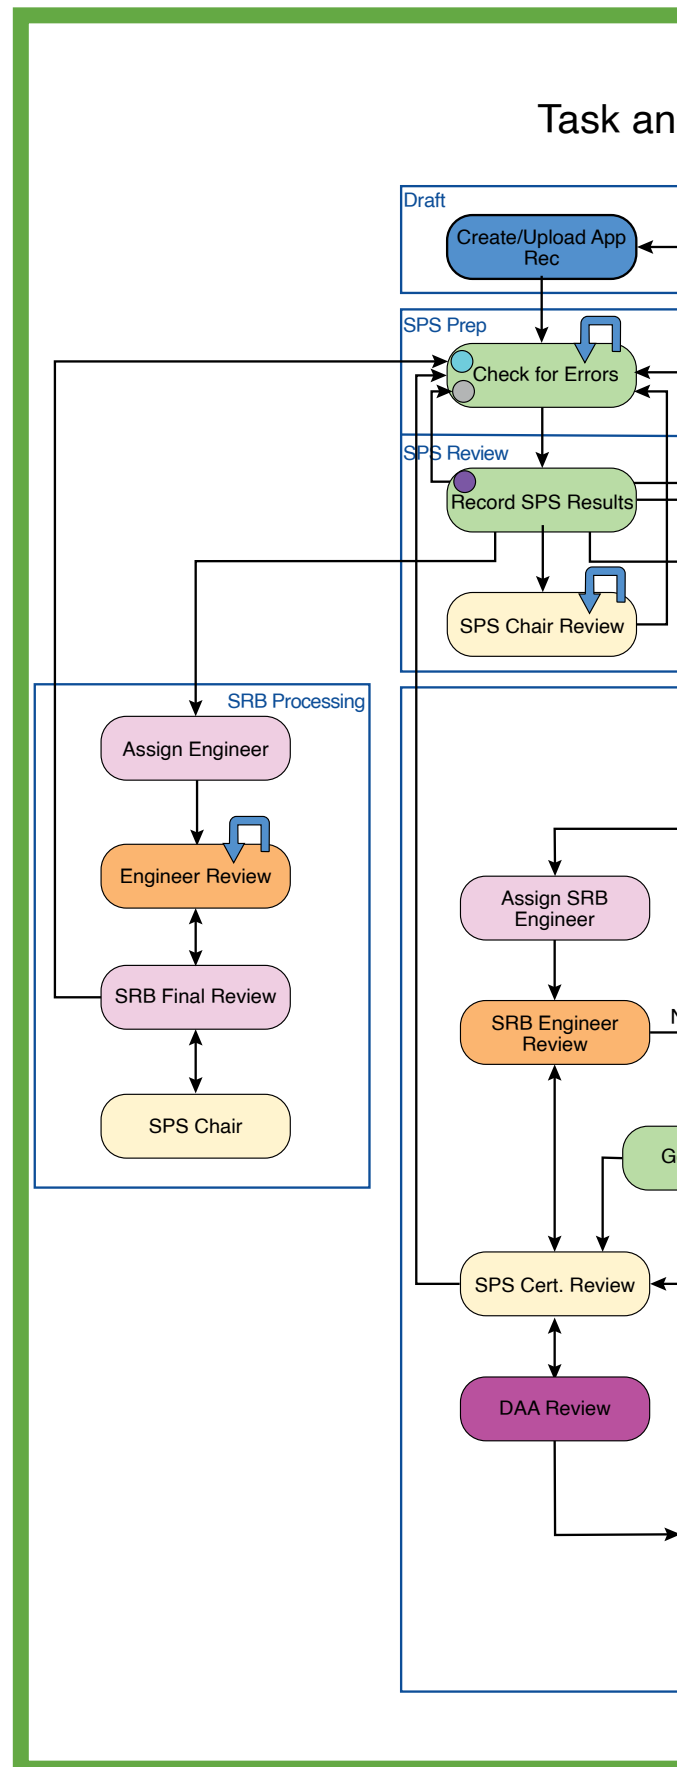 Task an
Draft
Create/Upload App
Rec
SPS Prep
Check for Errors
SPS Review
Record SPS Results
SPS Chair Review
SRB Processing
Assign Engineer
Engineer Review
SRB Final Review
SPS Chair
Assign SRB
Engineer
SRB Engineer
Review
N
G
SPS Cert. Review
DAA Review